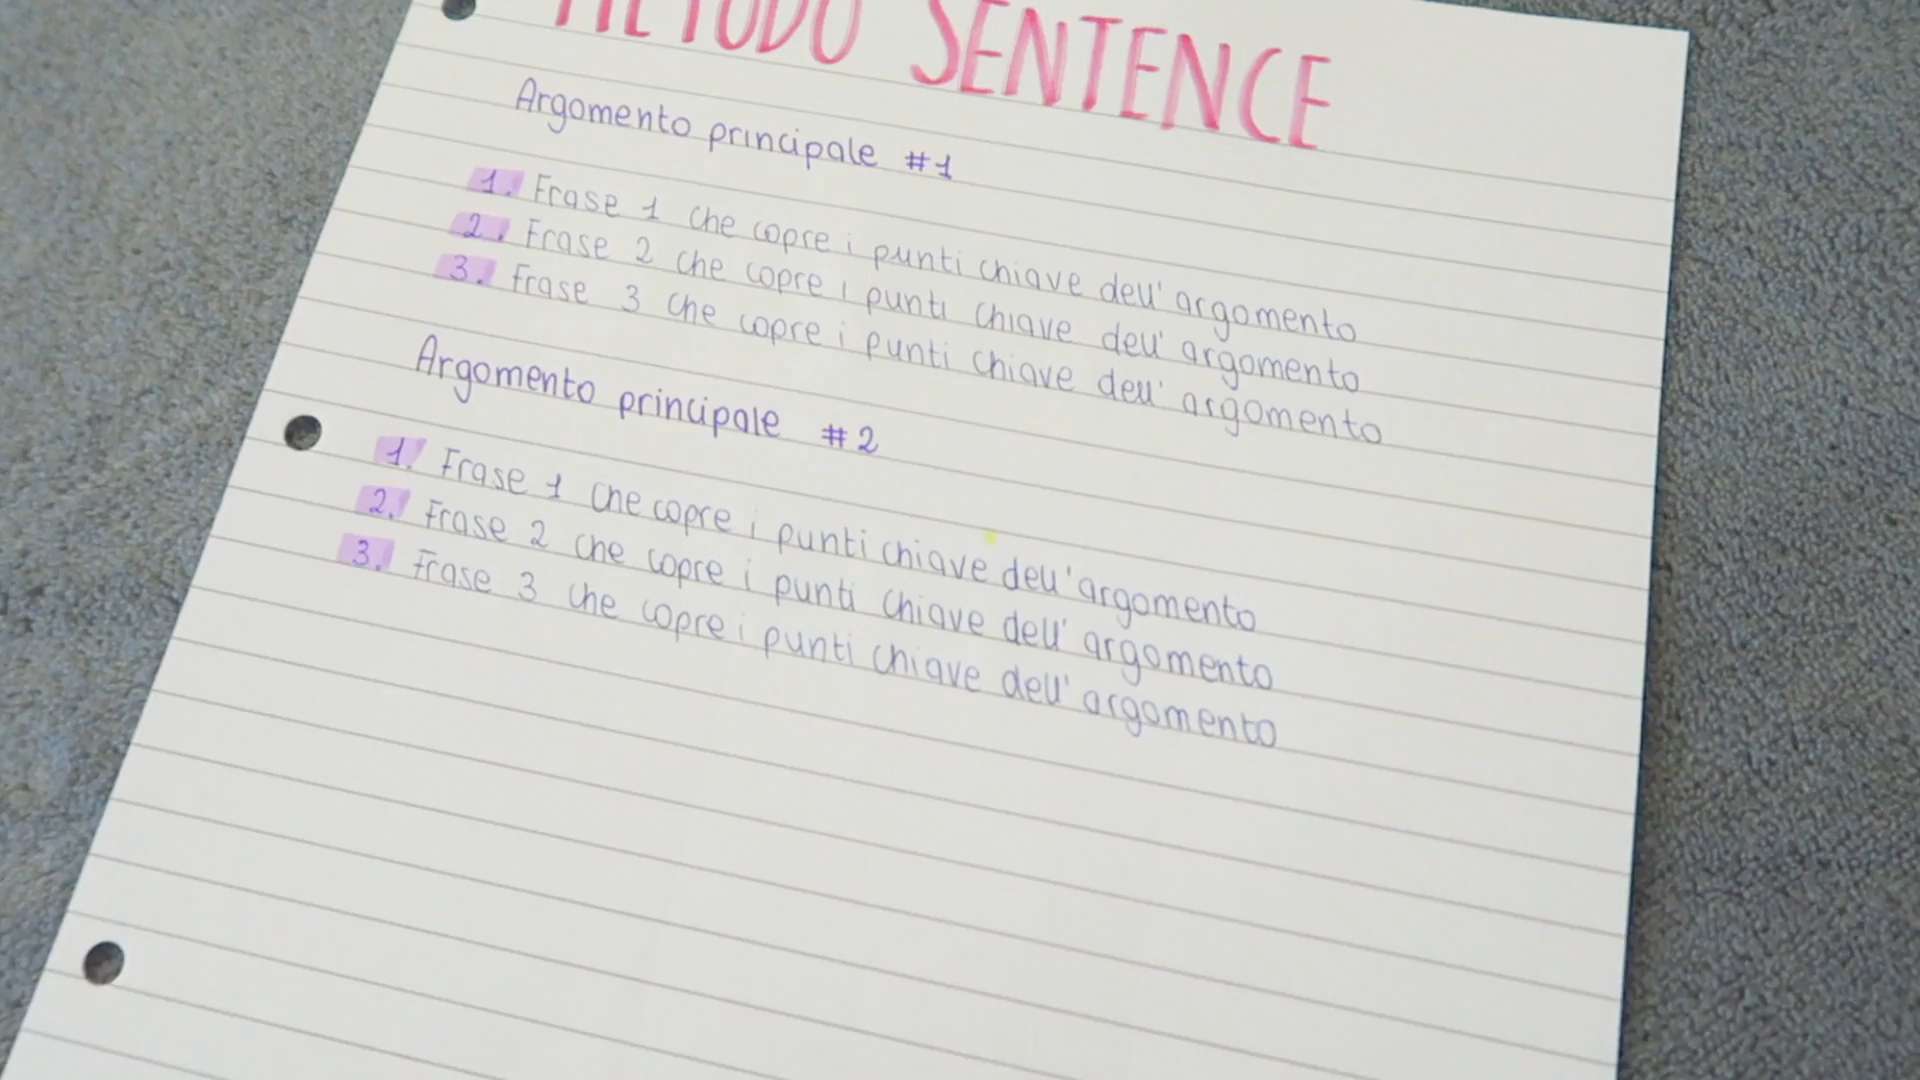 METODO SENTENCE
Argomento principale #1
1. Frase 1 che copre i punti chiave dell'argomento
2. Frase 2 che copre i punti chiave dell'argomento
3. Frase 3 che copre i punti chiave dell'argomento
Argomento principale #2
1. Frase 1 che copre i punti chiave dell'argomento
2. Frase 2 che copre i punti chiave dell'argomento
3. Frase 3 che copre i punti chiave dell'argomento